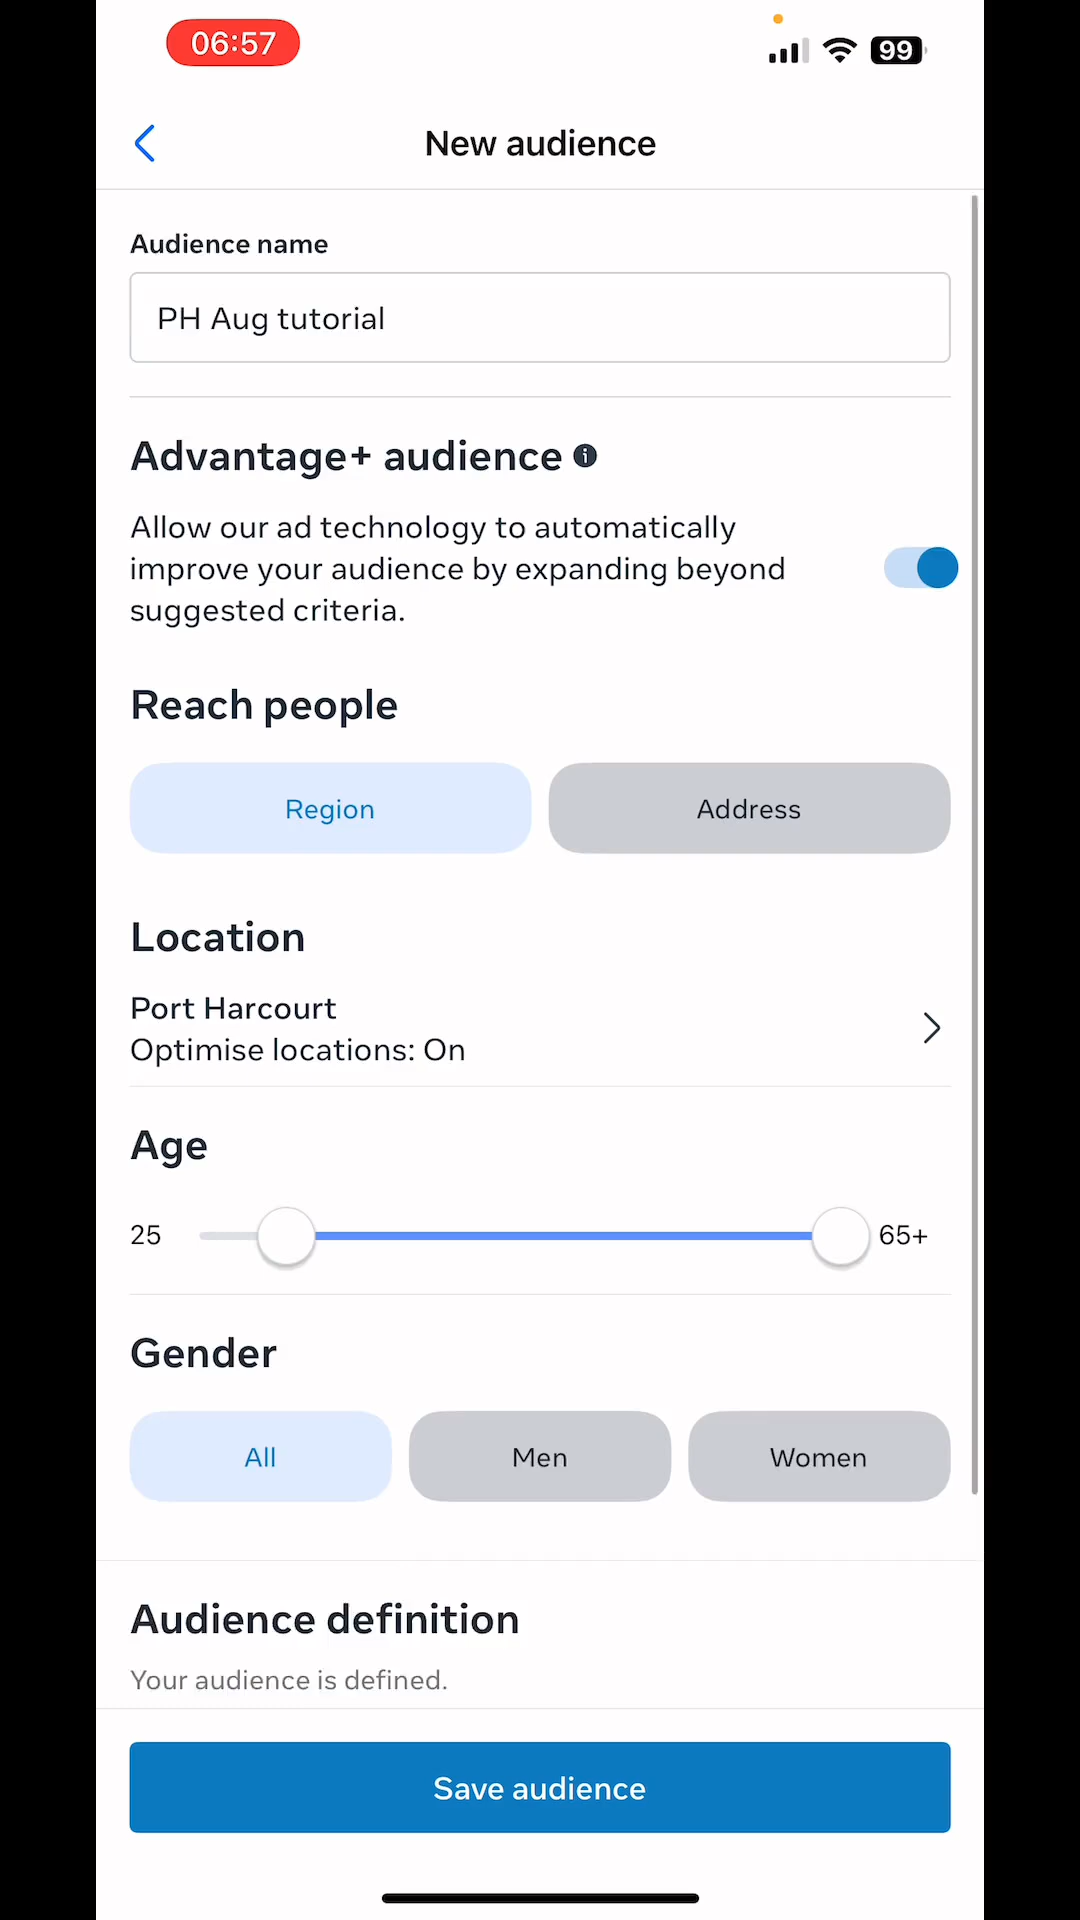 06:57
99
New audience
Audience name
PH Aug tutorial
Advantage+ audience
Allow our ad technology to automatically
improve your audience by expanding beyond
suggested criteria.
Reach people
Region
Address
Location
Port Harcourt
Optimise locations: On
Age
25
65+
Gender
All
Men
Women
Audience definition
Your audience is defined.
Save audience